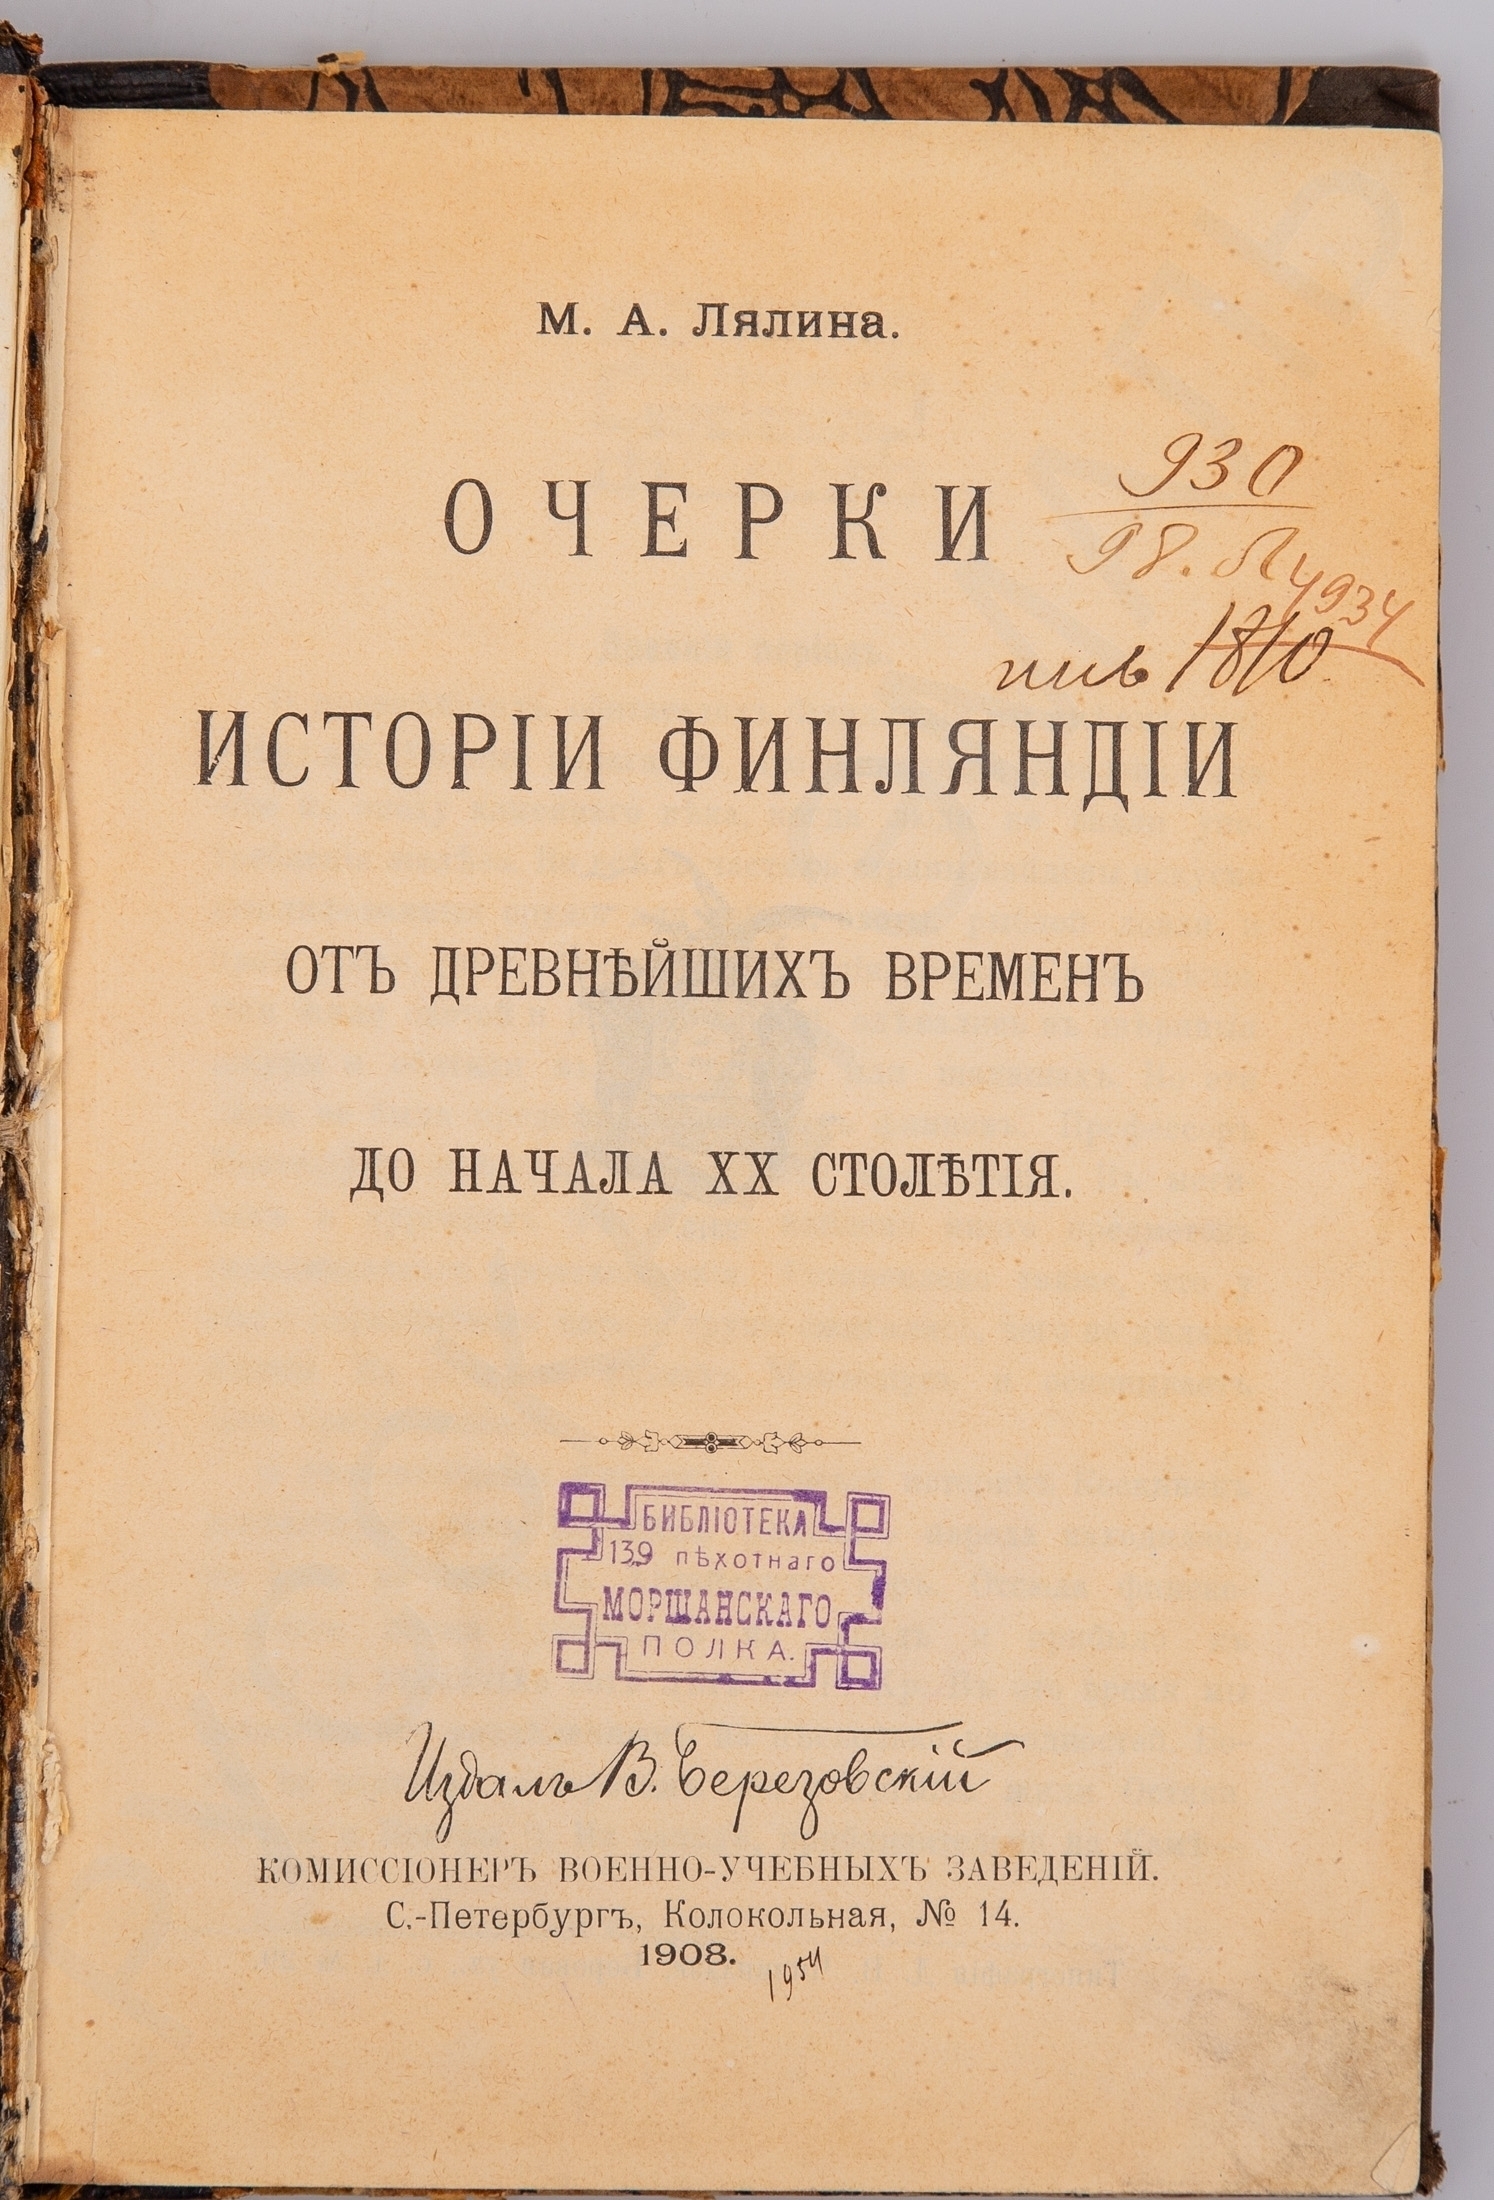 М. А. Лялина.
ОЧЕРКИ
930
98. Л
4934
инв 1810
ИСТОРІИ ФИНЛЯНДІИ
ОТЪ ДРЕВНѢЙШИХЪ ВРЕМЕНЪ
ДО НАЧАЛА XX СТОЛѢТІЯ.
БИБЛІОТЕКА
139 пѣхотнаго
МОРШАНСКАГО
ПОЛКА.
Издалъ В. Березовскій
КОМИССІОНЕРЪ ВОЕННО-УЧЕБНЫХЪ ЗАВЕДЕНІЙ.
С.-Петербургъ, Колокольная, № 14.
1908.
1954